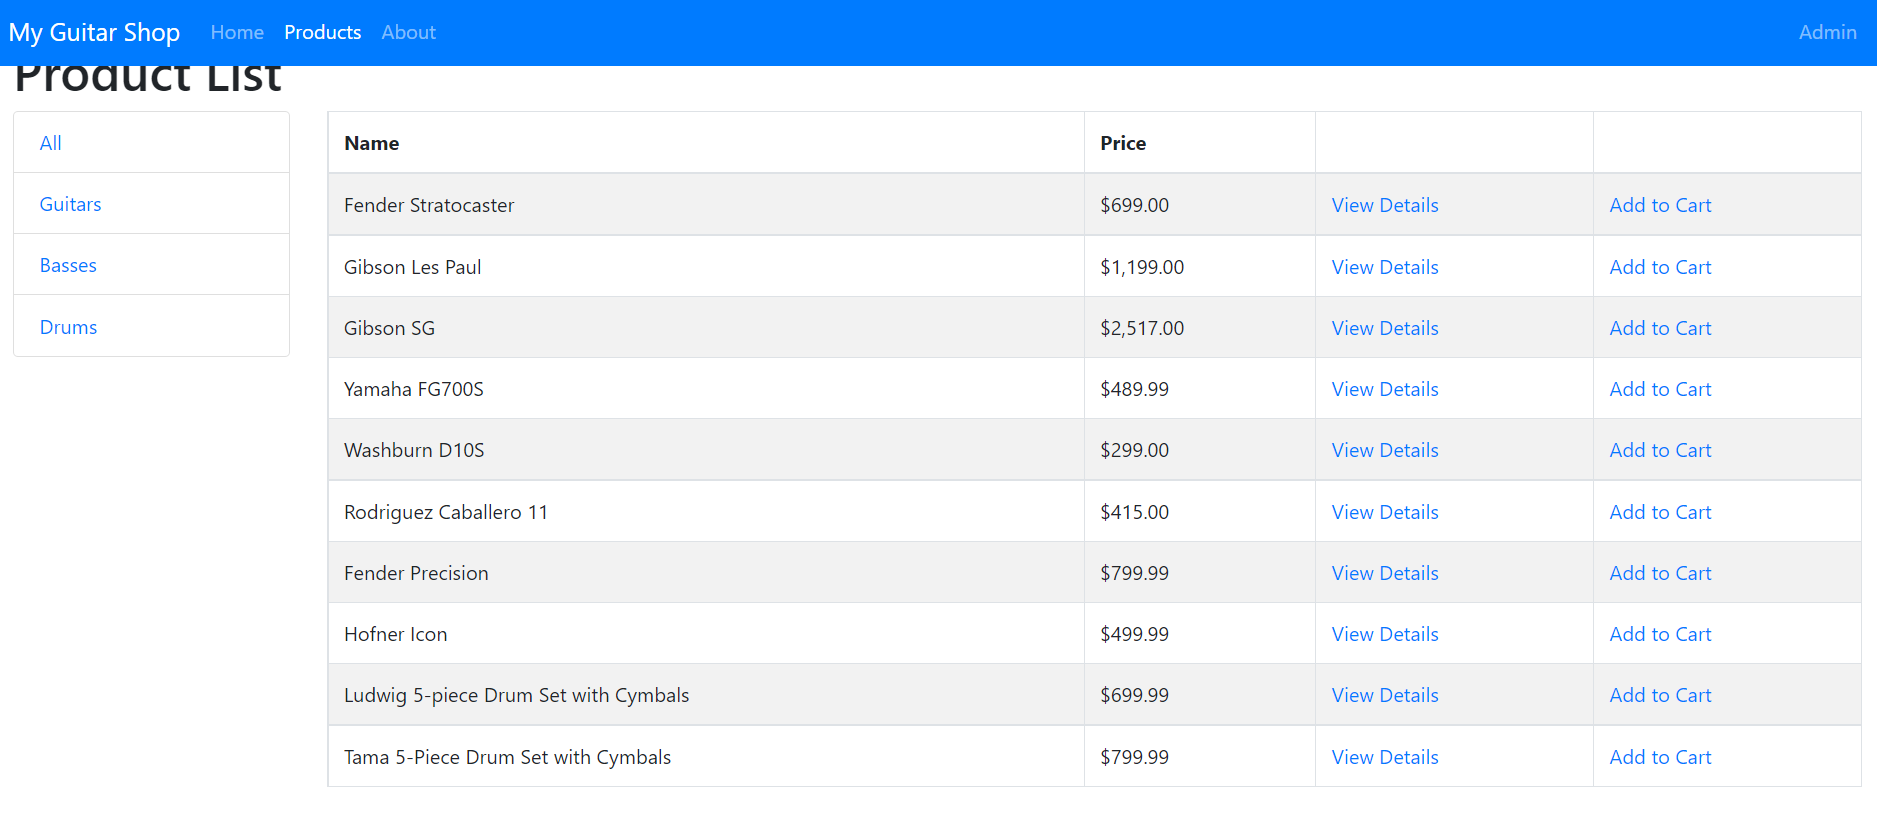 My Guitar Shop Home Products About Admin
Product List
All
Guitars
Basses
Drums
Name Price
Fender Stratocaster $699.00 View Details Add to Cart
Gibson Les Paul $1,199.00 View Details Add to Cart
Gibson SG $2,517.00 View Details Add to Cart
Yamaha FG700S $489.99 View Details Add to Cart
Washburn D10S $299.00 View Details Add to Cart
Rodriguez Caballero 11 $415.00 View Details Add to Cart
Fender Precision $799.99 View Details Add to Cart
Hofner Icon $499.99 View Details Add to Cart
Ludwig 5-piece Drum Set with Cymbals $699.99 View Details Add to Cart
Tama 5-Piece Drum Set with Cymbals $799.99 View Details Add to Cart